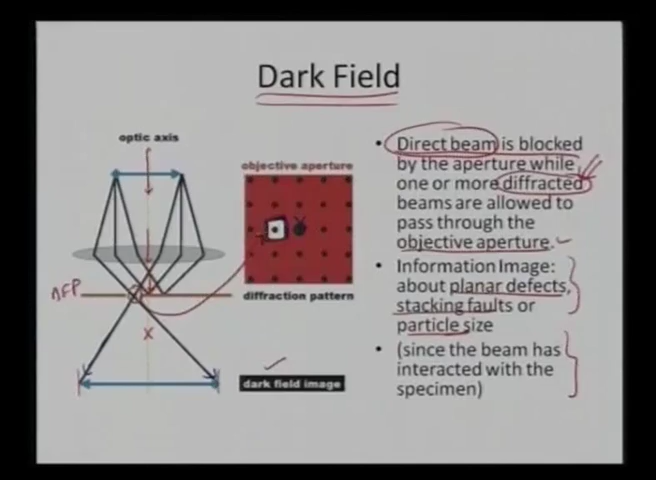 Dark Field
optic axis
objective aperture
diffraction pattern
BFP
X
dark field image
• Direct beam is blocked
by the aperture while
one or more diffracted
beams are allowed to
pass through the
objective aperture.
• Information Image:
about planar defects,
stacking faults or
particle size
• (since the beam has
interacted with the
specimen)